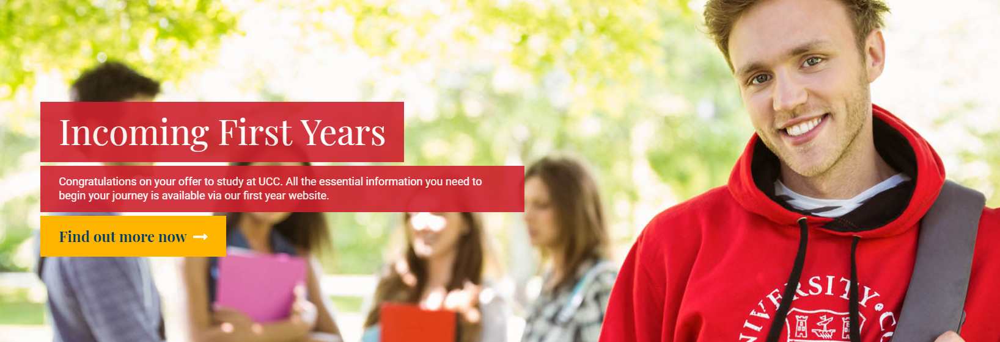 Incoming First Years
Congratulations on your offer to study at UCC. All the essential information you need to
begin your journey is available via our first year website.
Find out more now